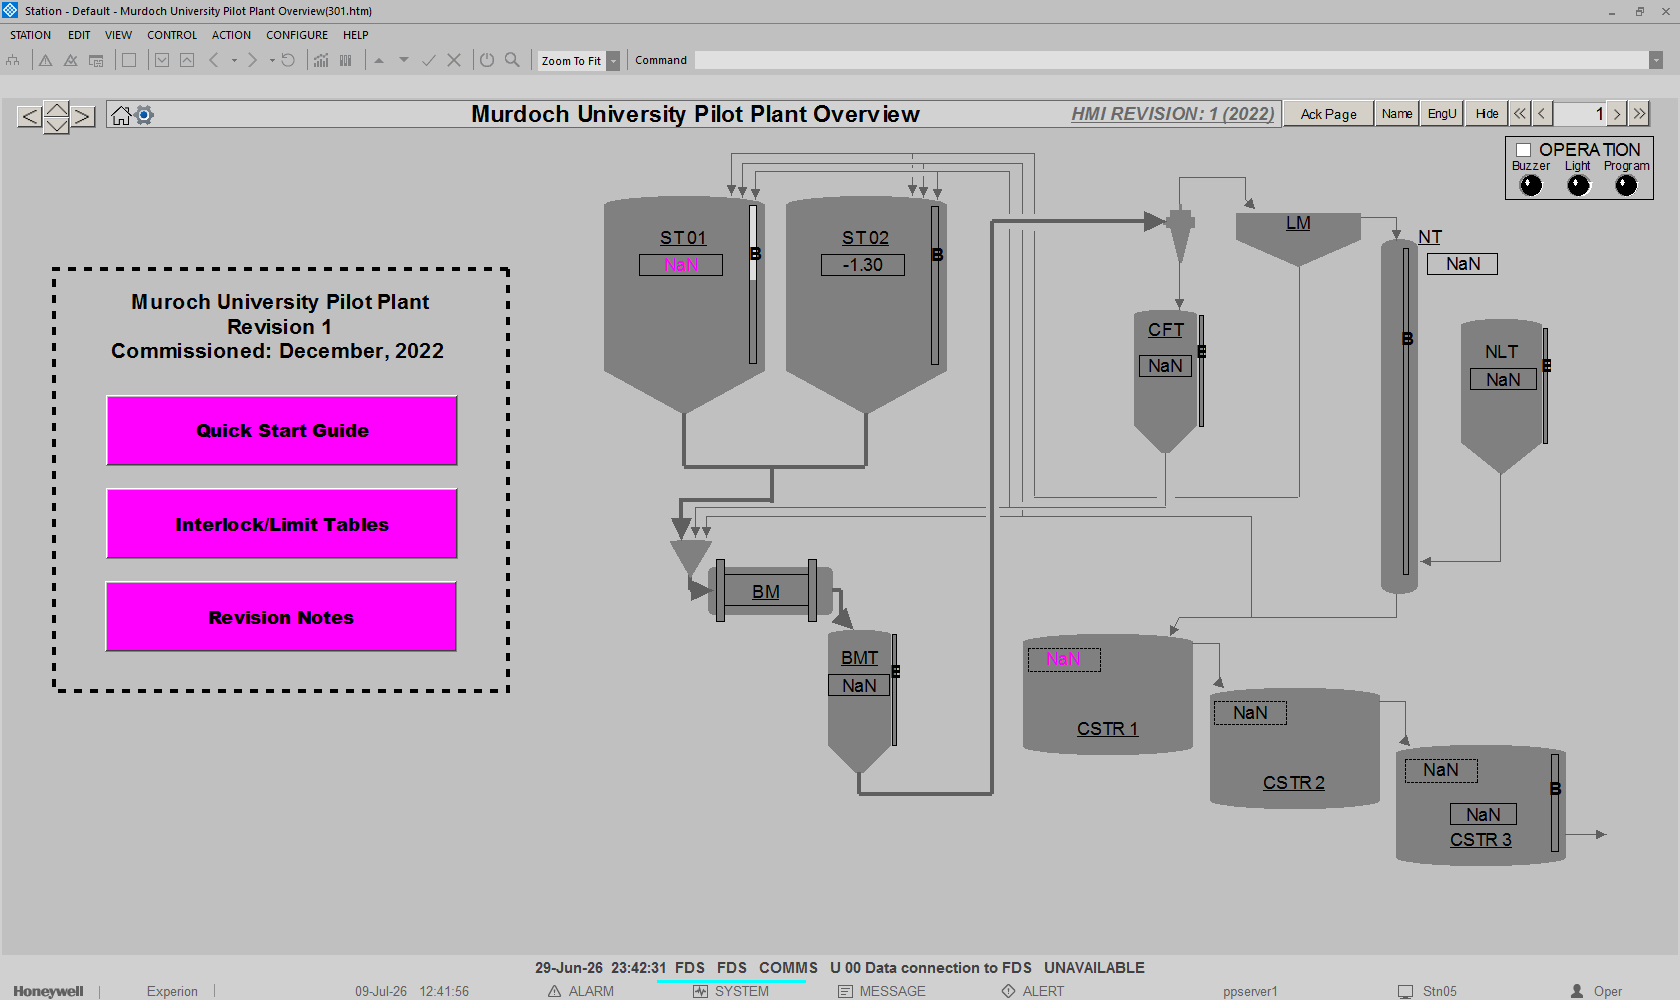 Station - Default - Murdoch University Pilot Plant Overview(301.htm)
STATION EDIT VIEW CONTROL ACTION CONFIGURE HELP
Zoom To Fit Command
Murdoch University Pilot Plant Overview
HMI REVISION: 1 (2022)
Ack Page Name EngU Hide 1
OPERATION
Buzzer Light Program
ST01
NaN
B
ST02
-1.30
B
LM
NT
NaN
B
CFT
NaN
E
NLT
NaN
E
Muroch University Pilot Plant
Revision 1
Commissioned: December, 2022
Quick Start Guide
Interlock/Limit Tables
Revision Notes
BM
BMT
NaN
E
NaN
CSTR 1
NaN
CSTR 2
NaN
B
NaN
CSTR 3
29-Jun-26 23:42:31 FDS FDS COMMS U 00 Data connection to FDS UNAVAILABLE
Honeywell Experion 09-Jul-26 12:41:56 ALARM SYSTEM MESSAGE ALERT ppserver1 Stn05 Oper